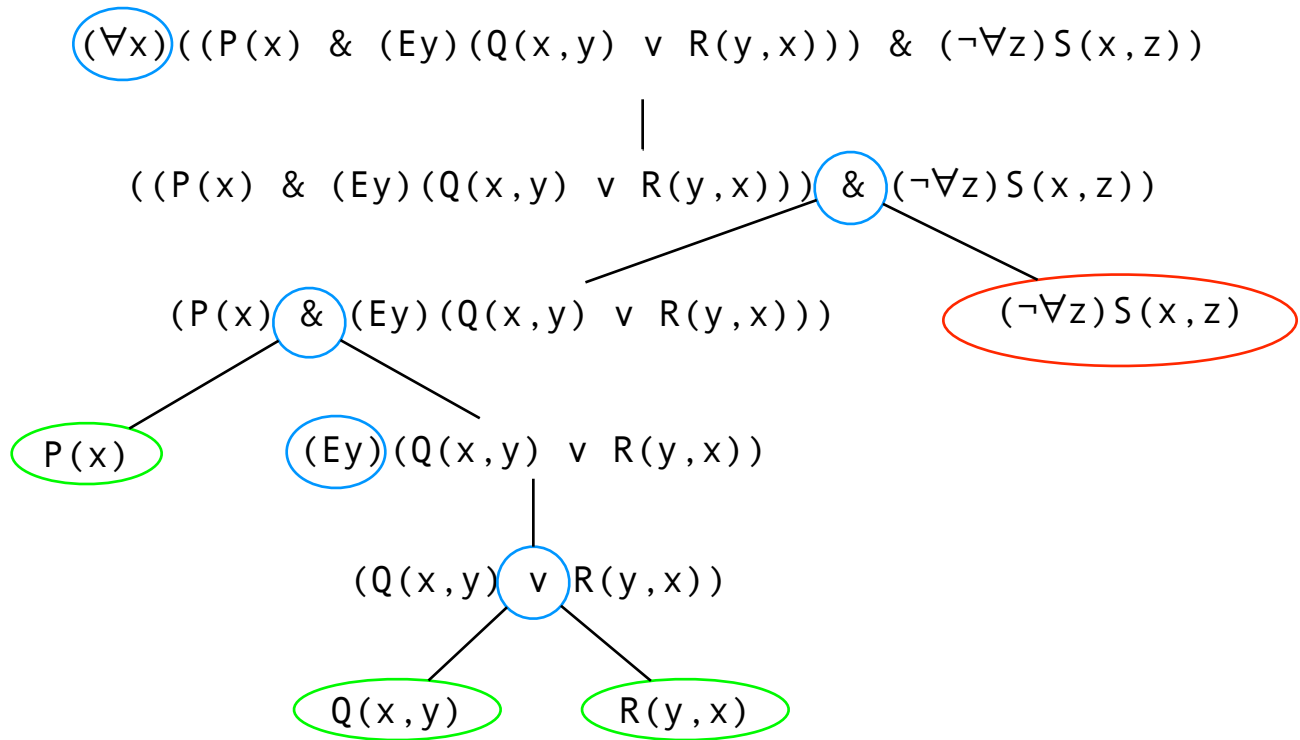 (∀x)((P(x) & (Ey)(Q(x,y) v R(y,x))) & (¬∀z)S(x,z))
((P(x) & (Ey)(Q(x,y) v R(y,x))) & (¬∀z)S(x,z))
(P(x) & (Ey)(Q(x,y) v R(y,x))) (¬∀z)S(x,z)
P(x) (Ey)(Q(x,y) v R(y,x))
(Q(x,y) v R(y,x))
Q(x,y) R(y,x)